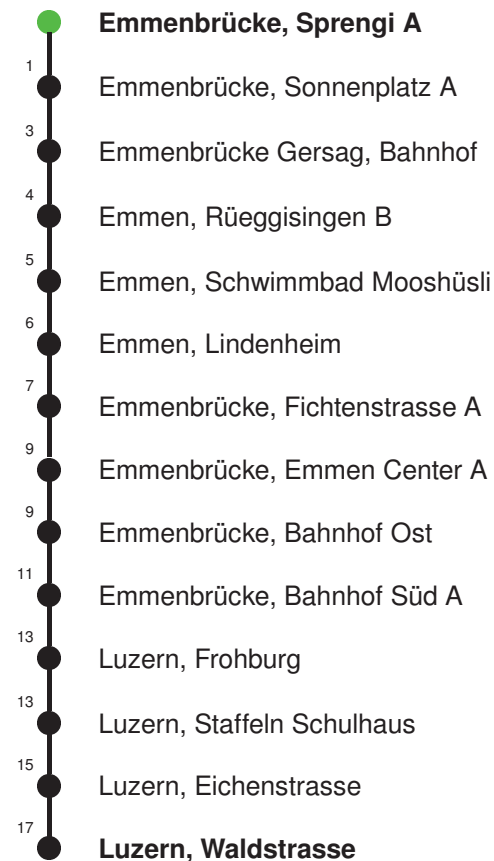 Emmenbrücke, Sprengi A
1
Emmenbrücke, Sonnenplatz A
3
Emmenbrücke Gersag, Bahnhof
4
Emmen, Rüeggisingen B
5
Emmen, Schwimmbad Mooshüsli
6
Emmen, Lindenheim
7
Emmenbrücke, Fichtenstrasse A
9
Emmenbrücke, Emmen Center A
9
Emmenbrücke, Bahnhof Ost
11
Emmenbrücke, Bahnhof Süd A
13
Luzern, Frohburg
13
Luzern, Staffeln Schulhaus
15
Luzern, Eichenstrasse
17
Luzern, Waldstrasse